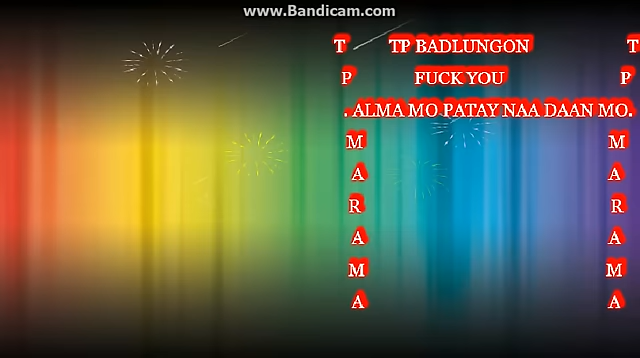 www.Bandicam.com
T TP BADLUNGON T
P FUCK YOU P
. ALMA MO PATAY NAA DAAN MO.
M M
A A
R R
A A
M M
A A